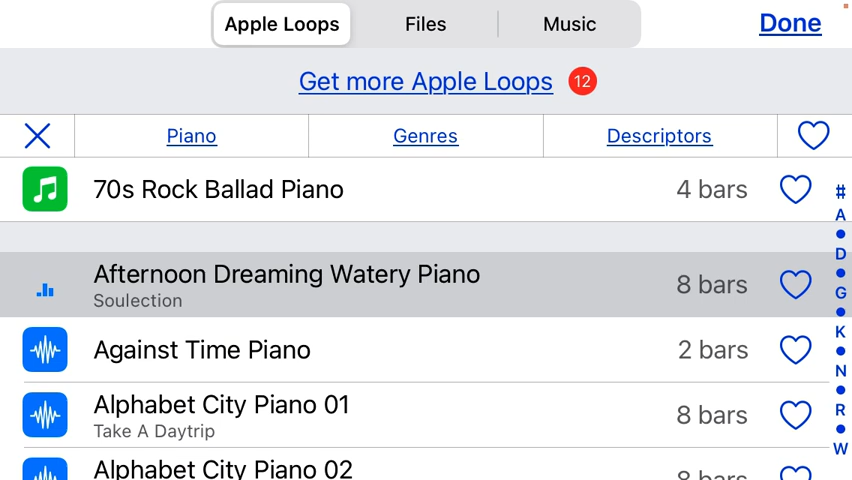 Apple Loops Files Music Done
Get more Apple Loops 12
Piano Genres Descriptors
70s Rock Ballad Piano 4 bars
#
A
Afternoon Dreaming Watery Piano 8 bars
Soulection
D
G
K
Against Time Piano 2 bars
N
Alphabet City Piano 01 8 bars
Take A Daytrip
R
W
Alphabet City Piano 02 8 bars